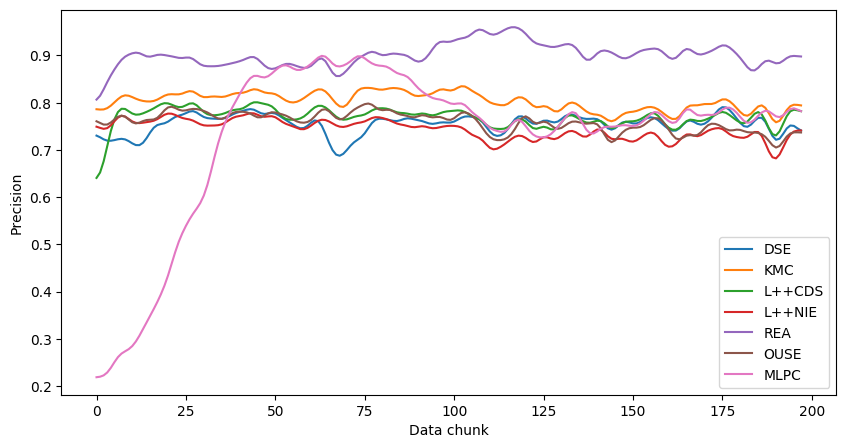 Precision
0.9
0.8
0.7
0.6
0.5
0.4
0.3
0.2
0
25
50
75
100
125
150
175
200
Data chunk
DSE
KMC
L++CDS
L++NIE
REA
OUSE
MLPC